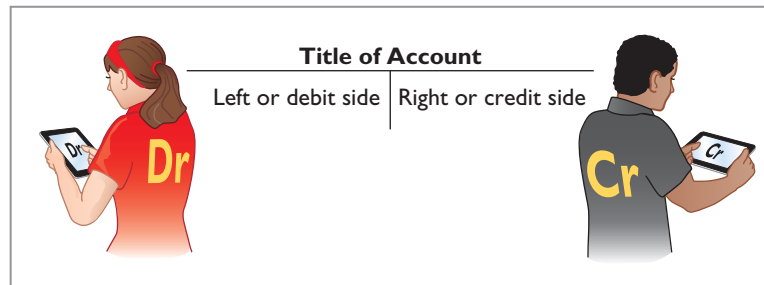 Title of Account
Left or debit side Right or credit side
Dr
Dr
Cr
Cr